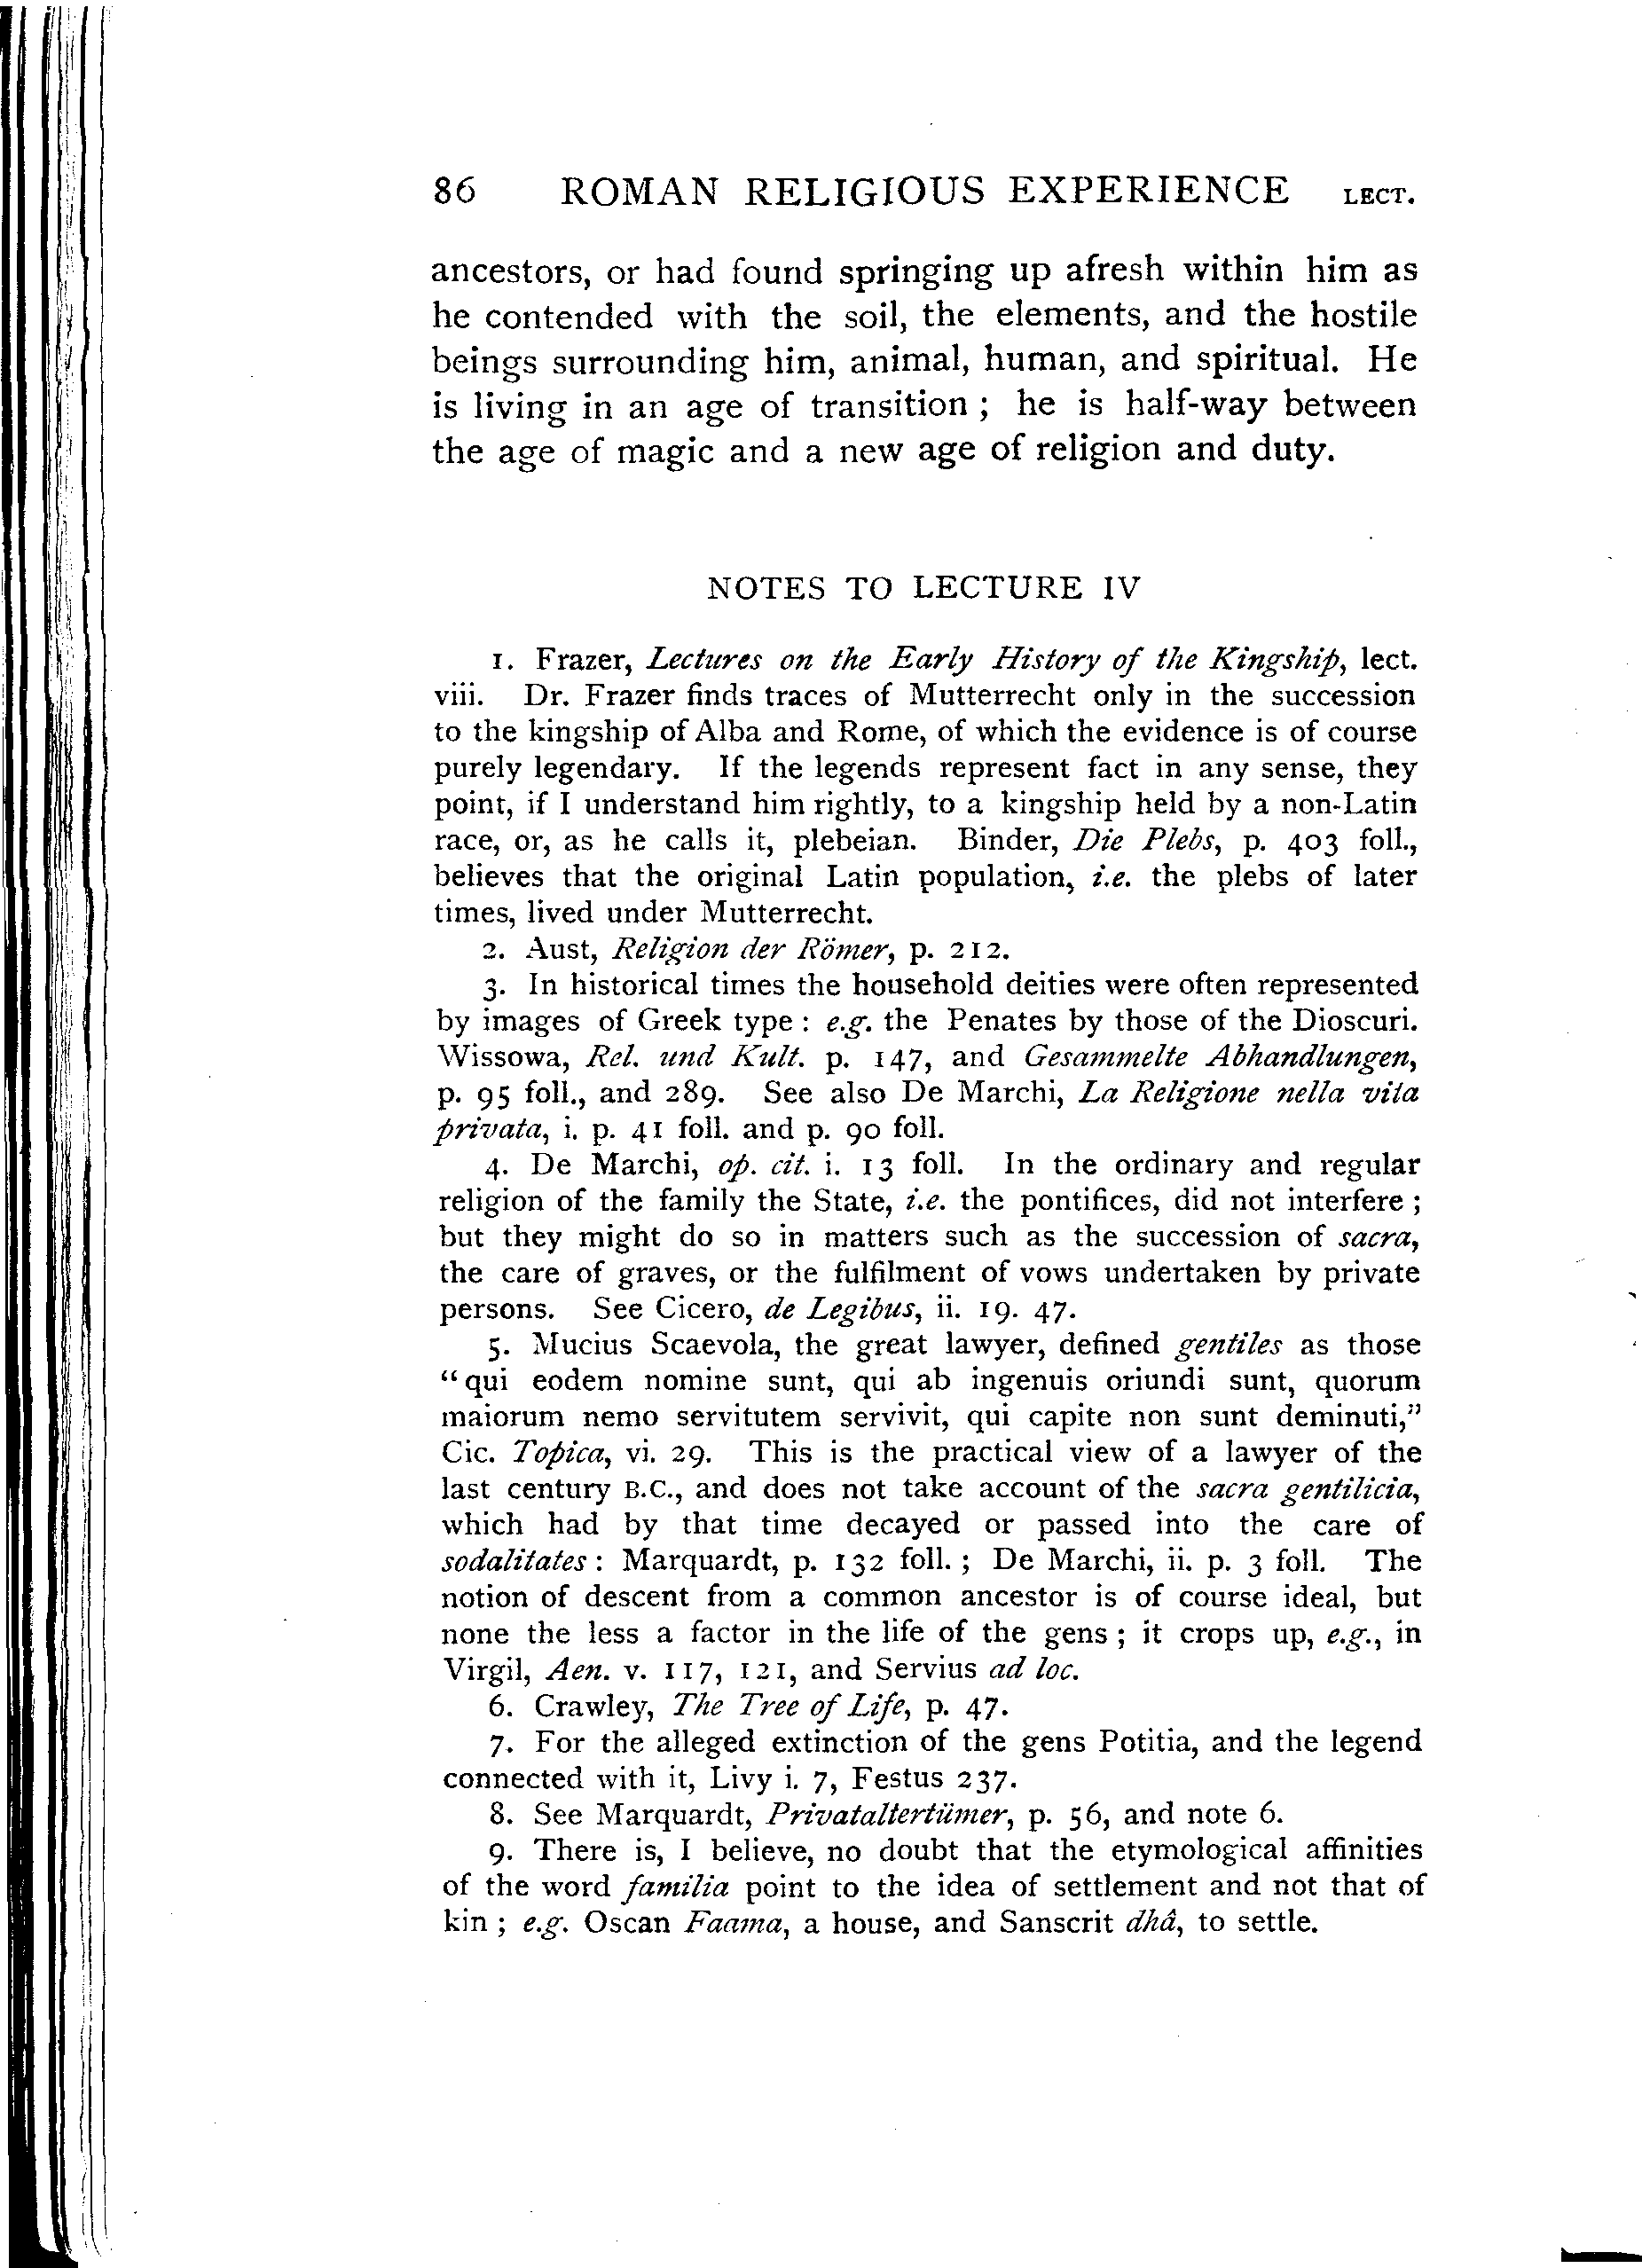 86 ROMAN RELIGIOUS EXPERIENCE LECT.
ancestors, or had found springing up afresh within him as
he contended with the soil, the elements, and the hostile
beings surrounding him, animal, human, and spiritual. He
is living in an age of transition ; he is half-way between
the age of magic and a new age of religion and duty.
NOTES TO LECTURE IV
1. Frazer, Lectures on the Early History of the Kingship, lect.
viii. Dr. Frazer finds traces of Mutterrecht only in the succession
to the kingship of Alba and Rome, of which the evidence is of course
purely legendary. If the legends represent fact in any sense, they
point, if I understand him rightly, to a kingship held by a non-Latin
race, or, as he calls it, plebeian. Binder, Die Plebs, p. 403 foll.,
believes that the original Latin population, i.e. the plebs of later
times, lived under Mutterrecht.
2. Aust, Religion der Römer, p. 212.
3. In historical times the household deities were often represented
by images of Greek type : e.g. the Penates by those of the Dioscuri.
Wissowa, Rel. und Kult. p. 147, and Gesammelte Abhandlungen,
p. 95 foll., and 289. See also De Marchi, La Religione nella vita
privata, i. p. 41 foll. and p. 90 foll.
4. De Marchi, op. cit. i. 13 foll. In the ordinary and regular
religion of the family the State, i.e. the pontifices, did not interfere ;
but they might do so in matters such as the succession of sacra,
the care of graves, or the fulfilment of vows undertaken by private
persons. See Cicero, de Legibus, ii. 19. 47.
5. Mucius Scaevola, the great lawyer, defined gentiles as those
“qui eodem nomine sunt, qui ab ingenuis oriundi sunt, quorum
maiorum nemo servitutem servivit, qui capite non sunt deminuti,”
Cic. Topica, vi. 29. This is the practical view of a lawyer of the
last century B.C., and does not take account of the sacra gentilicia,
which had by that time decayed or passed into the care of
sodalitates : Marquardt, p. 132 foll. ; De Marchi, ii. p. 3 foll. The
notion of descent from a common ancestor is of course ideal, but
none the less a factor in the life of the gens ; it crops up, e.g., in
Virgil, Aen. v. 117, 121, and Servius ad loc.
6. Crawley, The Tree of Life, p. 47.
7. For the alleged extinction of the gens Potitia, and the legend
connected with it, Livy i. 7, Festus 237.
8. See Marquardt, Privataltertümer, p. 56, and note 6.
9. There is, I believe, no doubt that the etymological affinities
of the word familia point to the idea of settlement and not that of
kin ; e.g. Oscan Faama, a house, and Sanscrit dhâ, to settle.